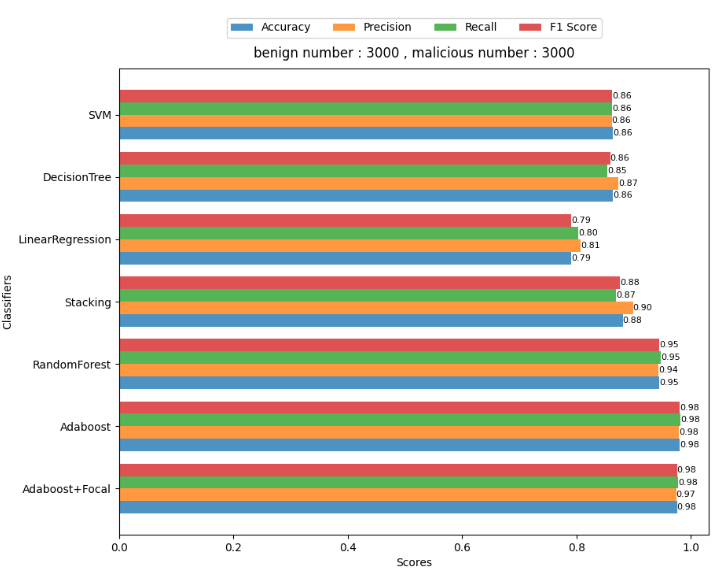 Accuracy Precision Recall F1 Score
benign number : 3000 , malicious number : 3000
Classifiers
SVM
0.86
0.86
0.86
0.86
DecisionTree
0.86
0.85
0.87
0.86
LinearRegression
0.79
0.80
0.81
0.79
Stacking
0.88
0.87
0.90
0.88
RandomForest
0.95
0.95
0.94
0.95
Adaboost
0.98
0.98
0.98
0.98
Adaboost+Focal
0.98
0.98
0.97
0.98
0.0 0.2 0.4 0.6 0.8 1.0
Scores